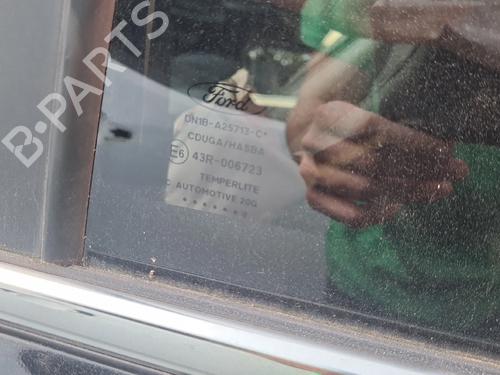 B-PARTS
Ford
DN1B-A25713-C*
CDUGA/HASBA
E6 43R-006723
TEMPERLITE
AUTOMOTIVE 20G